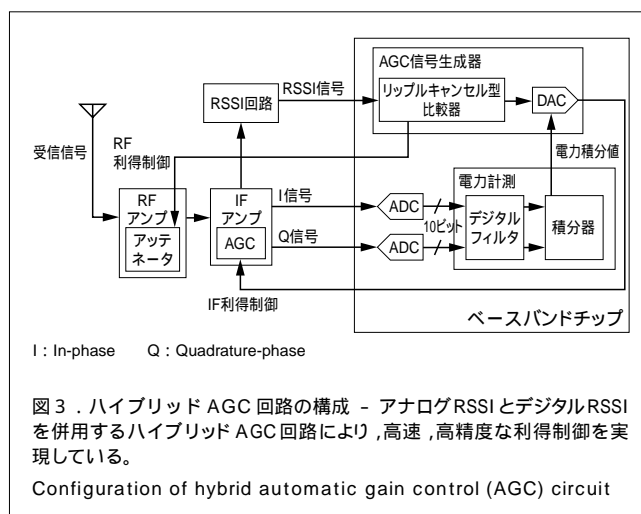 ベースバンドチップ
AGC信号生成器
リップルキャンセル型
比較器
DAC
RSSI回路
RSSI信号
受信信号
RF
利得制御
電力積分値
電力計測
RF
アンプ
アッテ
ネータ
IF
アンプ
AGC
I信号
Q信号
ADC
ADC
10ビット
デジタル
フィルタ
積分器
IF利得制御
I：In-phase　Q：Quadrature-phase
図3．ハイブリッド AGC 回路の構成 － アナログRSSIとデジタルRSSI
を併用するハイブリッド AGC 回路により，高速，高精度な利得制御を実
現している。
Configuration of hybrid automatic gain control (AGC) circuit